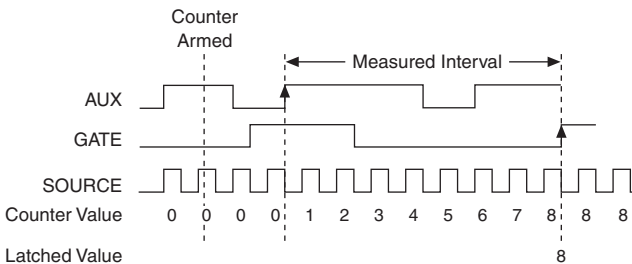 Counter
Armed
Measured Interval
AUX
GATE
SOURCE
Counter Value 0 0 0 0 1 2 3 4 5 6 7 8 8 8
Latched Value 8